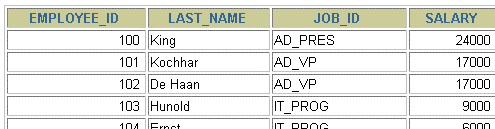 EMPLOYEE_ID LAST_NAME JOB_ID SALARY
100 King AD_PRES 24000
101 Kochhar AD_VP 17000
102 De Haan AD_VP 17000
103 Hunold IT_PROG 9000
104 Ernst IT_PROG 6000